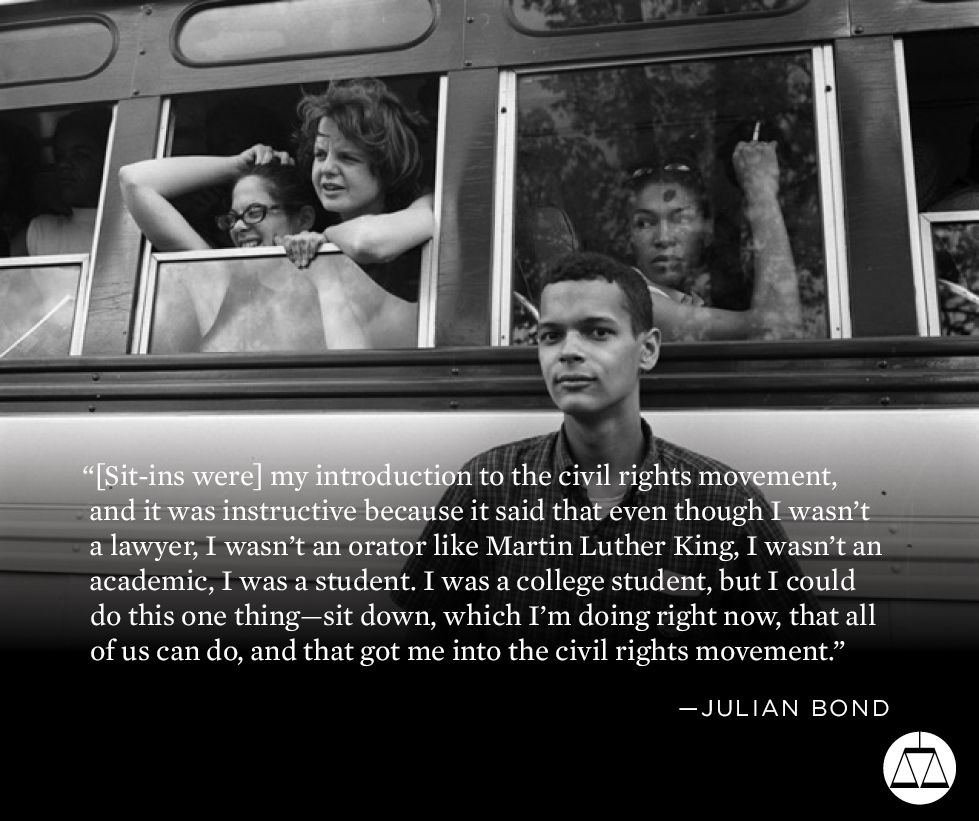 “[Sit-ins were] my introduction to the civil rights movement,
and it was instructive because it said that even though I wasn’t
a lawyer, I wasn’t an orator like Martin Luther King, I wasn’t an
academic, I was a student. I was a college student, but I could
do this one thing—sit down, which I’m doing right now, that all
of us can do, and that got me into the civil rights movement.”
—JULIAN BOND